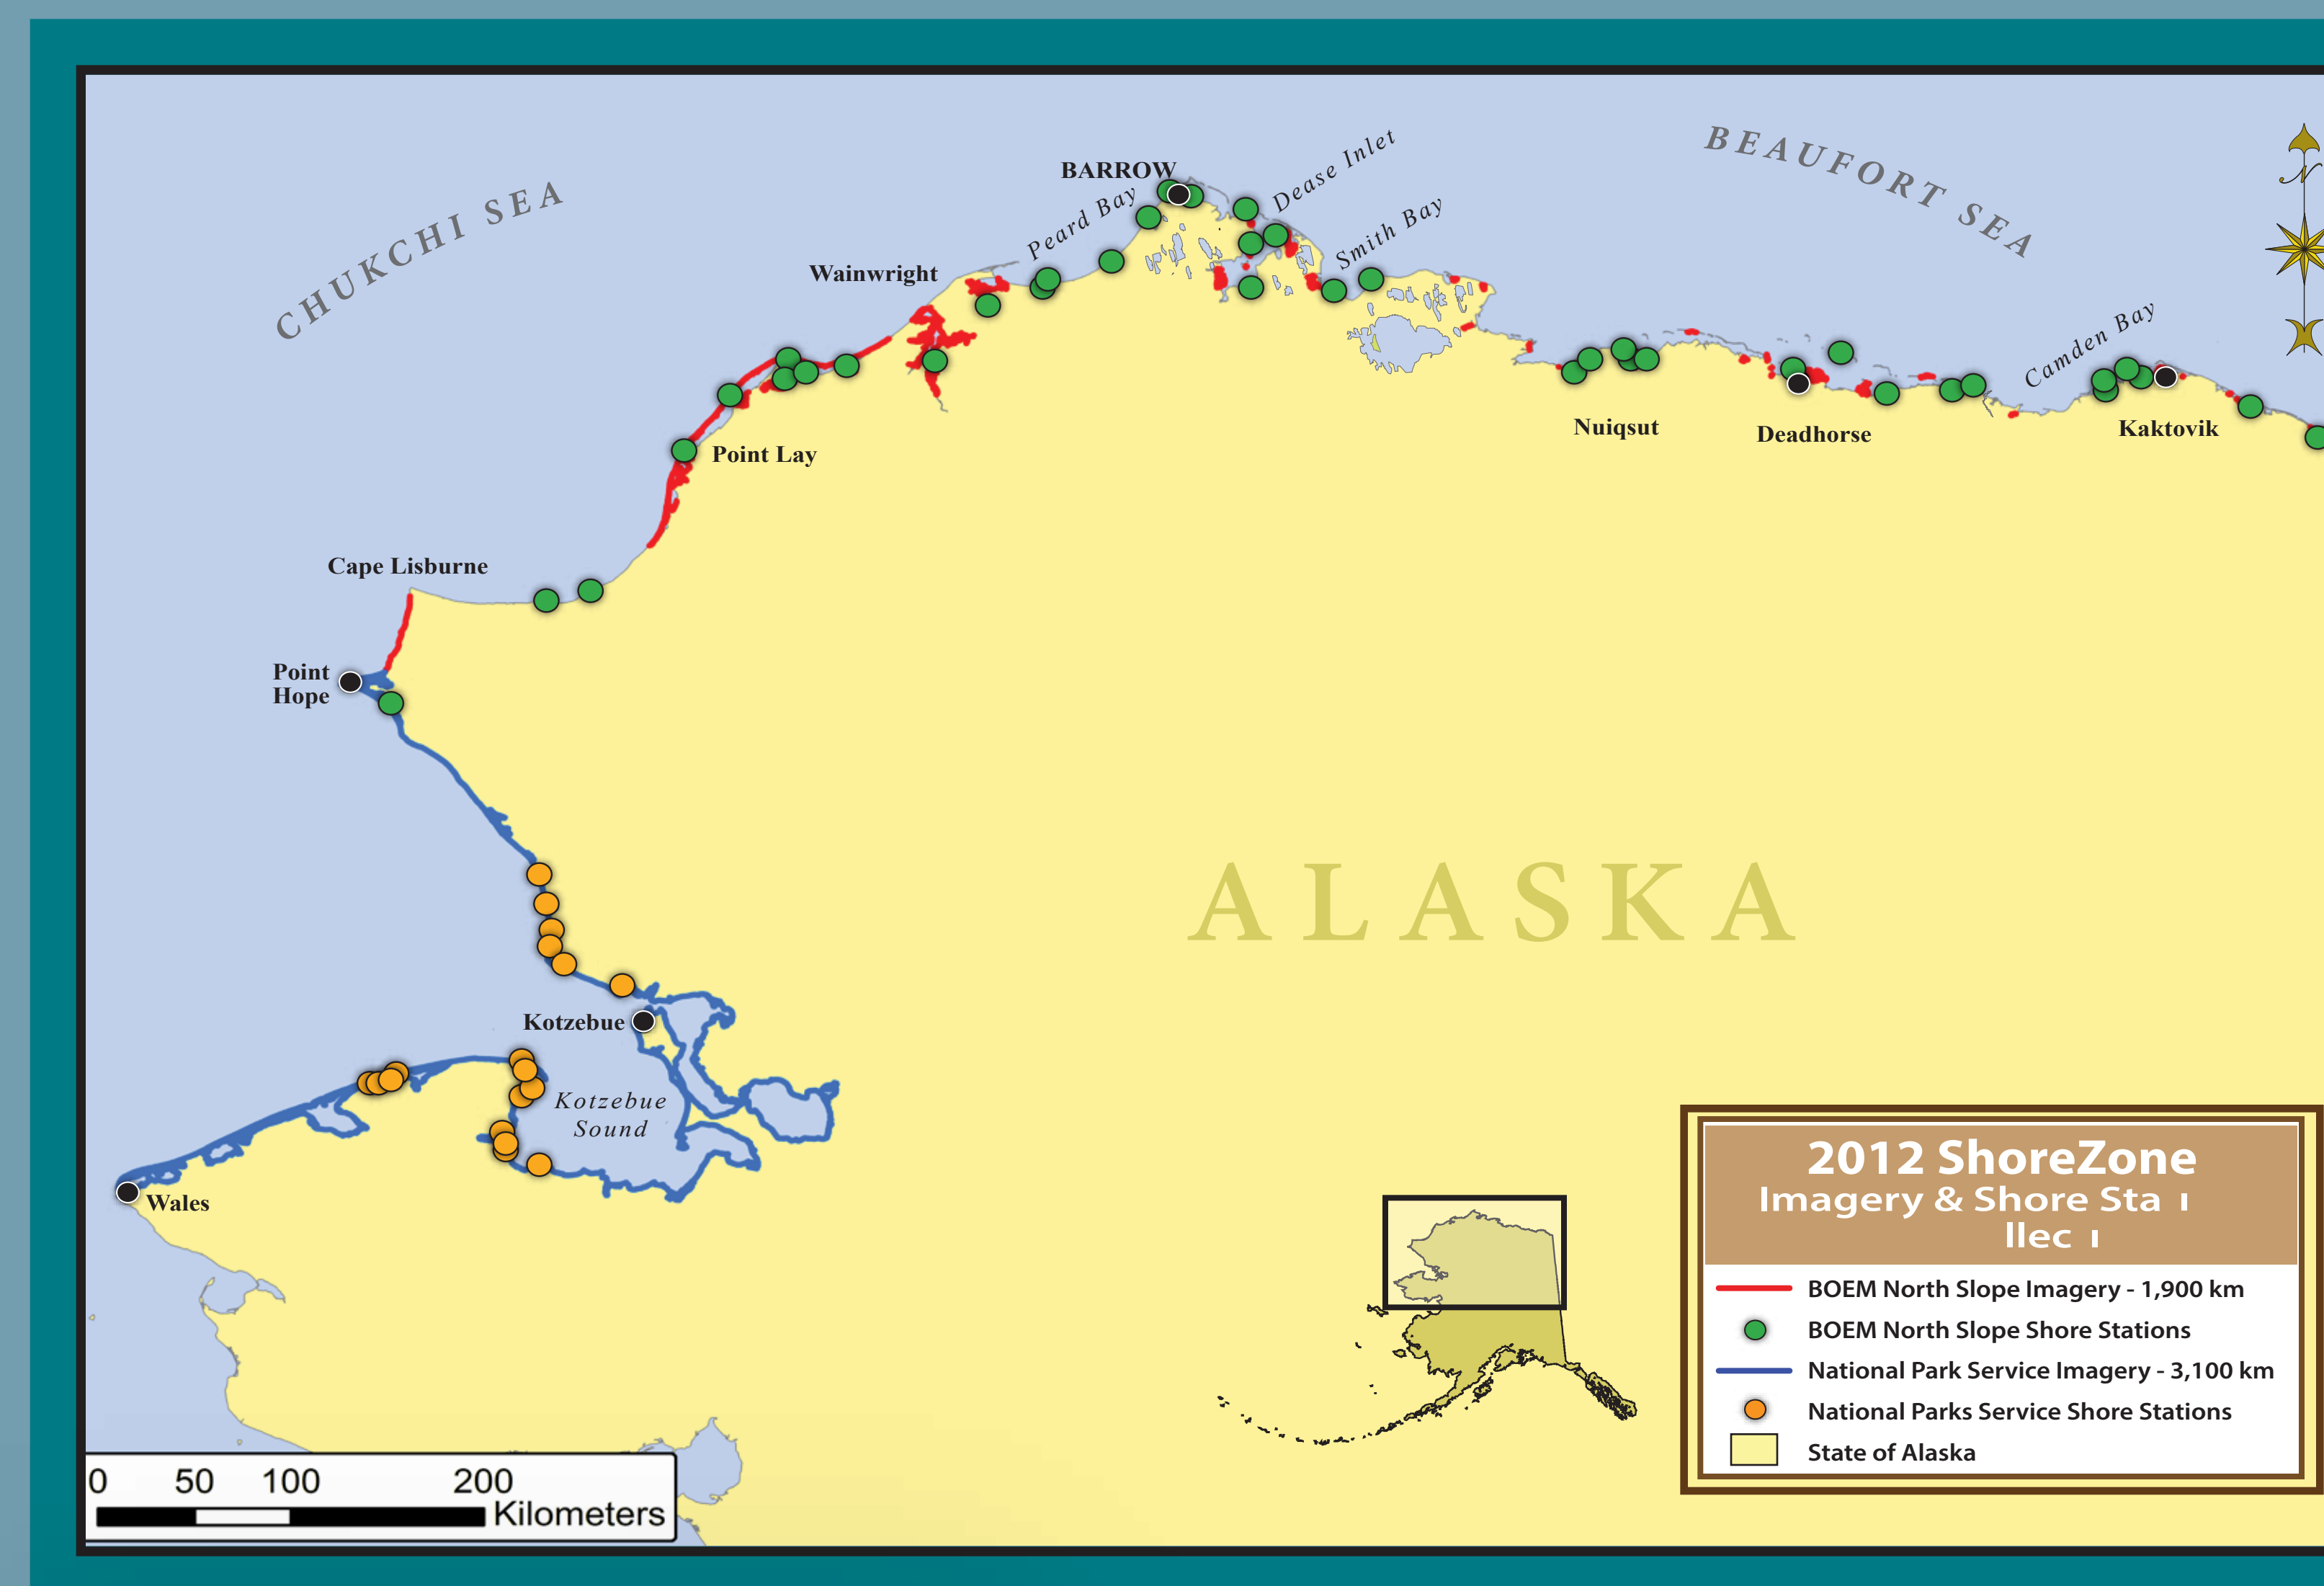 CHUKCHI SEA
BEAUFORT SEA
BARROW
Peard Bay
Dease Inlet
Smith Bay
Wainwright
Camden Bay
Nuiqsut
Deadhorse
Kaktovik
Point Lay
Cape Lisburne
Point
Hope
ALASKA
Kotzebue
Kotzebue
Sound
Wales
N
2012 ShoreZone
Imagery & Shore Sta
llec
BOEM North Slope Imagery - 1,900 km
BOEM North Slope Shore Stations
National Park Service Imagery - 3,100 km
National Parks Service Shore Stations
State of Alaska
0 50 100 200
Kilometers